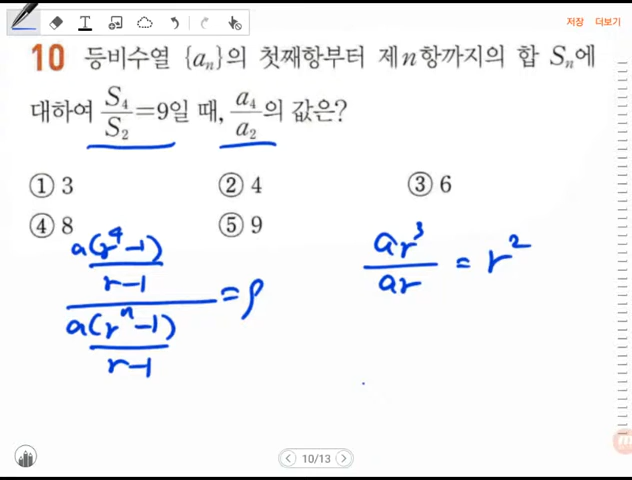 저장 더보기
10 등비수열 {aₙ}의 첫째항부터 제n항까지의 합 Sₙ에
대하여 S₄/S₂=9일 때, a₄/a₂의 값은?
① 3 ② 4 ③ 6
④ 8 ⑤ 9
a(r⁴-1)/r-1 / a(rⁿ-1)/r-1 = 9
ar³/ar = r²
10/13